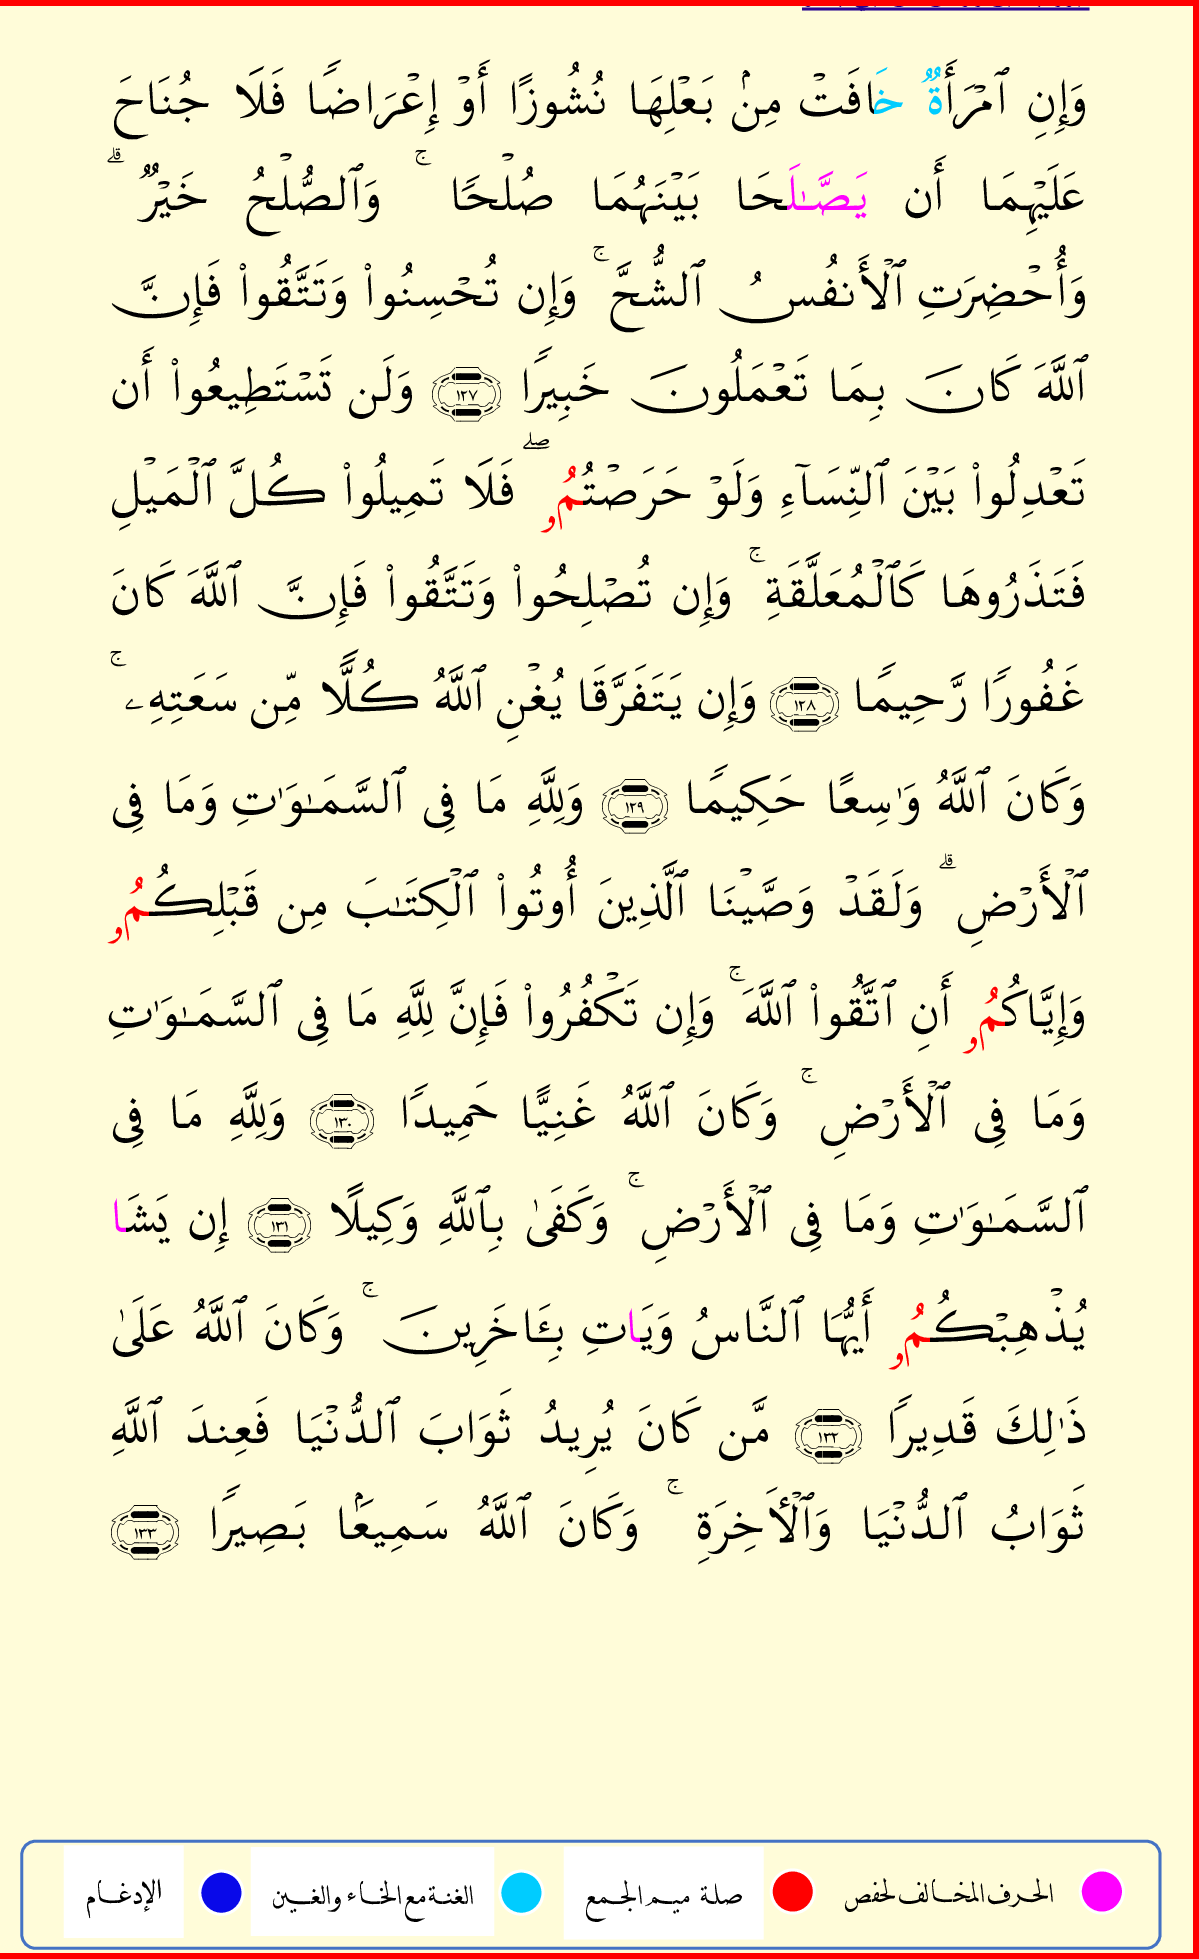 وَإِنِ ٱمْرَأَةٌ خَافَتْ مِنۢ بَعْلِهَا نُشُوزًا أَوْ إِعْرَاضًا فَلَا جُنَاحَ
عَلَيْهِمَا أَن يَصَّـٰلَحَا بَيْنَهُمَا صُلْحًا ۚ وَٱلصُّلْحُ خَيْرٌ ۗ
وَأُحْضِرَتِ ٱلْأَنفُسُ ٱلشُّحَّ ۚ وَإِن تُحْسِنُوا۟ وَتَتَّقُوا۟ فَإِنَّ
ٱللَّهَ كَانَ بِمَا تَعْمَلُونَ خَبِيرًا ١٢٧ وَلَن تَسْتَطِيعُوا۟ أَن
تَعْدِلُوا۟ بَيْنَ ٱلنِّسَآءِ وَلَوْ حَرَصْتُمُۥ ۖ فَلَا تَمِيلُوا۟ كُلَّ ٱلْمَيْلِ
فَتَذَرُوهَا كَٱلْمُعَلَّقَةِ ۚ وَإِن تُصْلِحُوا۟ وَتَتَّقُوا۟ فَإِنَّ ٱللَّهَ كَانَ
غَفُورًا رَّحِيمًا ١٢٨ وَإِن يَتَفَرَّقَا يُغْنِ ٱللَّهُ كُلًّا مِّن سَعَتِهِۦ ۚ
وَكَانَ ٱللَّهُ وَٰسِعًا حَكِيمًا ١٢٩ وَلِلَّهِ مَا فِى ٱلسَّمَـٰوَٰتِ وَمَا فِى
ٱلْأَرْضِ ۗ وَلَقَدْ وَصَّيْنَا ٱلَّذِينَ أُوتُوا۟ ٱلْكِتَـٰبَ مِن قَبْلِكُمُۥ
وَإِيَّاكُمُۥ أَنِ ٱتَّقُوا۟ ٱللَّهَ ۚ وَإِن تَكْفُرُوا۟ فَإِنَّ لِلَّهِ مَا فِى ٱلسَّمَـٰوَٰتِ
وَمَا فِى ٱلْأَرْضِ ۚ وَكَانَ ٱللَّهُ غَنِيًّا حَمِيدًا ١٣٠ وَلِلَّهِ مَا فِى
ٱلسَّمَـٰوَٰتِ وَمَا فِى ٱلْأَرْضِ ۚ وَكَفَىٰ بِٱللَّهِ وَكِيلًا ١٣١ إِن يَشَا
يُذْهِبْكُمُۥ أَيُّهَا ٱلنَّاسُ وَيَاتِ بِـَٔاخَرِينَ ۚ وَكَانَ ٱللَّهُ عَلَىٰ
ذَٰلِكَ قَدِيرًا ١٣٢ مَّن كَانَ يُرِيدُ ثَوَابَ ٱلدُّنْيَا فَعِندَ ٱللَّهِ
ثَوَابُ ٱلدُّنْيَا وَٱلْـَٔاخِرَةِ ۚ وَكَانَ ٱللَّهُ سَمِيعَۢا بَصِيرًا ١٣٣
الحرف المخالف لحفص صلة ميم الجمع الغنة مع الخاء والغين الإدغام